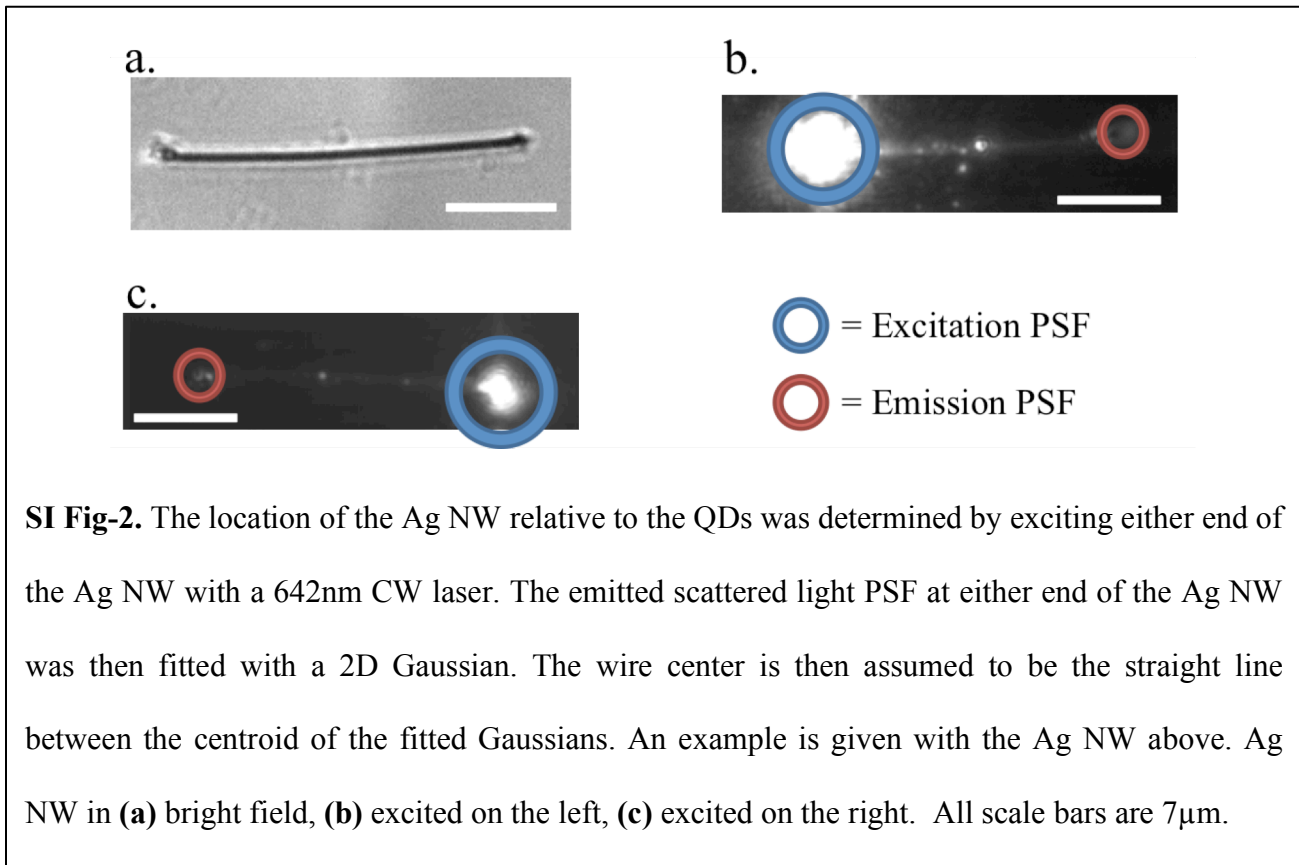 a.
b.
c.
= Excitation PSF
= Emission PSF
SI Fig-2. The location of the Ag NW relative to the QDs was determined by exciting either end of
the Ag NW with a 642nm CW laser. The emitted scattered light PSF at either end of the Ag NW
was then fitted with a 2D Gaussian. The wire center is then assumed to be the straight line
between the centroid of the fitted Gaussians. An example is given with the Ag NW above. Ag
NW in (a) bright field, (b) excited on the left, (c) excited on the right.  All scale bars are 7µm.